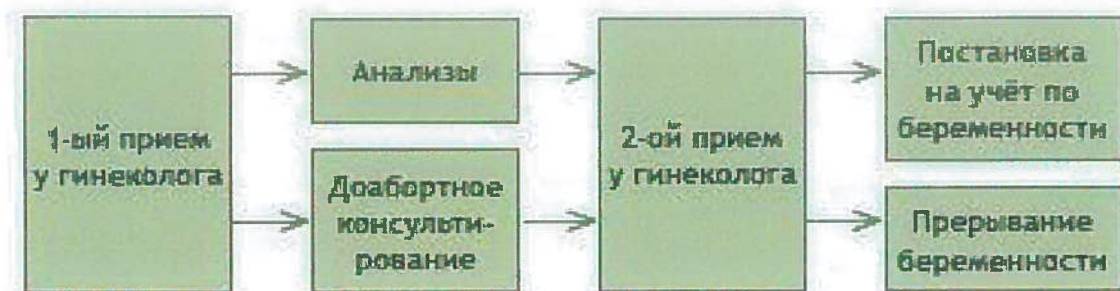 1-ый прием
у гинеколога
Анализы
Доабортное
консульти-
рование
2-ой прием
у гинеколога
Постановка
на учёт по
беременности
Прерывание
беременности